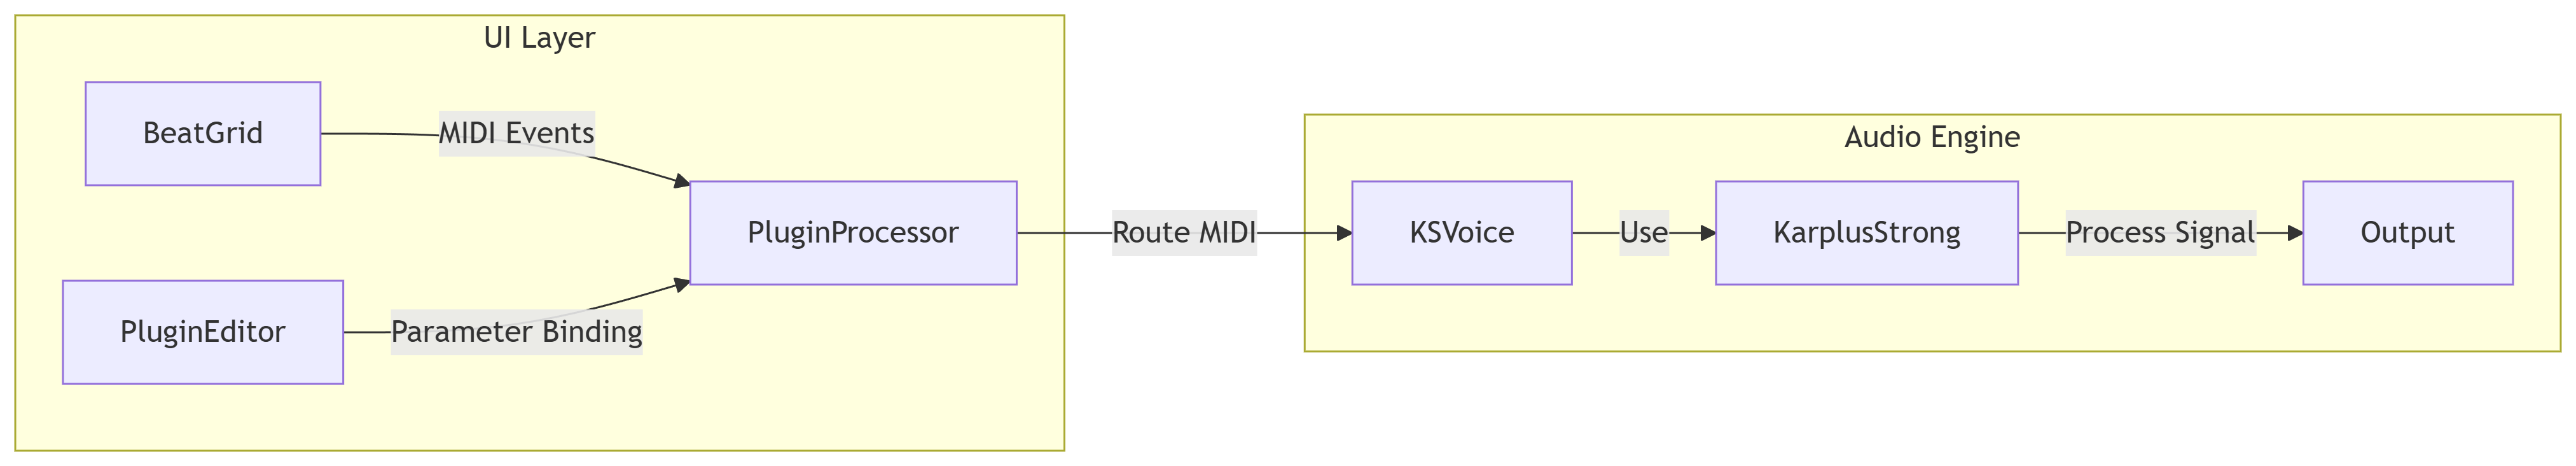 UI Layer
BeatGrid
MIDI Events
PluginProcessor
PluginEditor
Parameter Binding
Route MIDI
Audio Engine
KSVoice
Use
KarplusStrong
Process Signal
Output